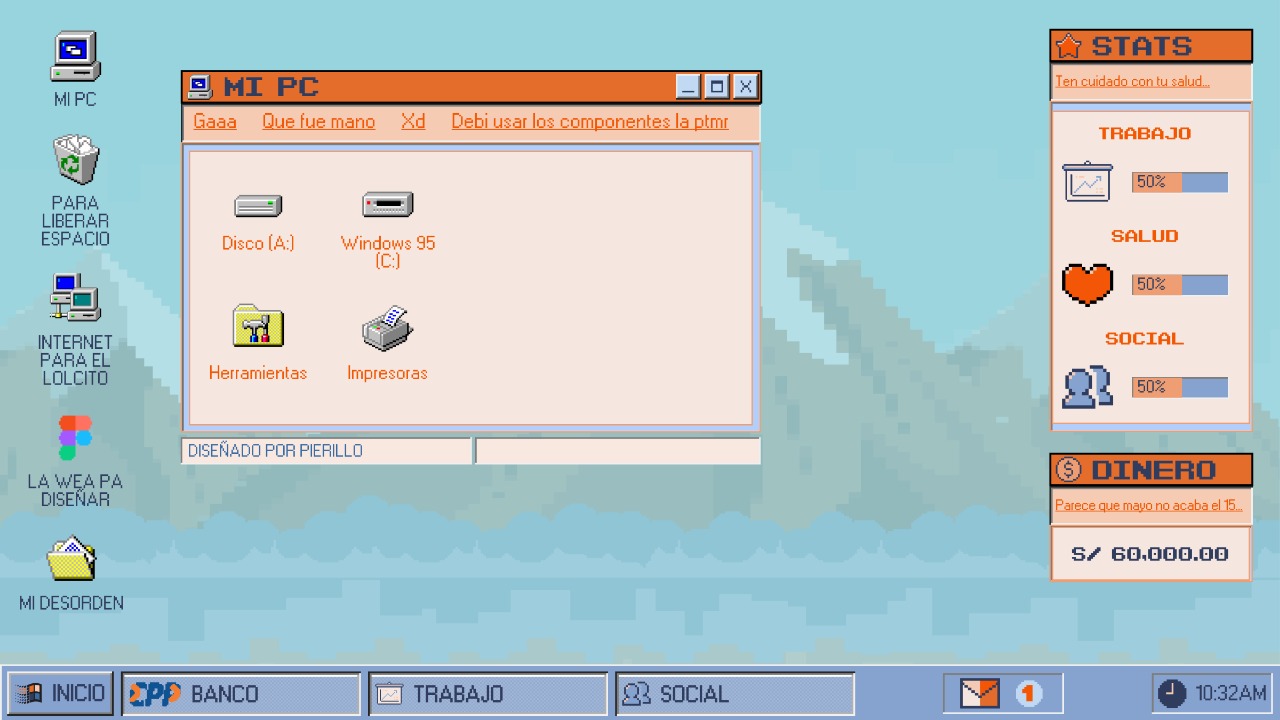 MI PC
PARA
LIBERAR
ESPACIO
INTERNET
PARA EL
LOLCITO
LA WEA PA
DISEÑAR
MI DESORDEN
MI PC
Gaaa Que fue mano Xd Debi usar los componentes la ptmr
Disco (A:)
Windows 95
(C:)
Herramientas
Impresoras
DISEÑADO POR PIERILLO
STATS
Ten cuidado con tu salud...
TRABAJO
50%
SALUD
50%
SOCIAL
50%
$ DINERO
Parece que mayo no acaba el 15...
S/ 60,000.00
INICIO
EPP BANCO
TRABAJO
SOCIAL
1
10:32AM